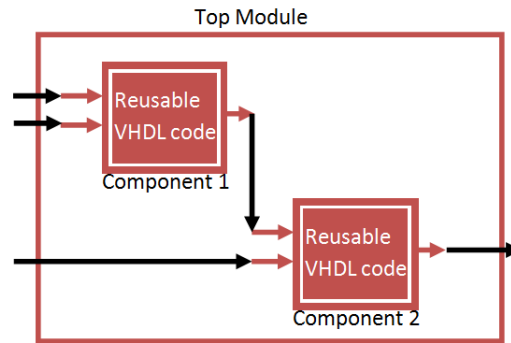 Top Module
Reusable
VHDL code
Component 1
Reusable
VHDL code
Component 2